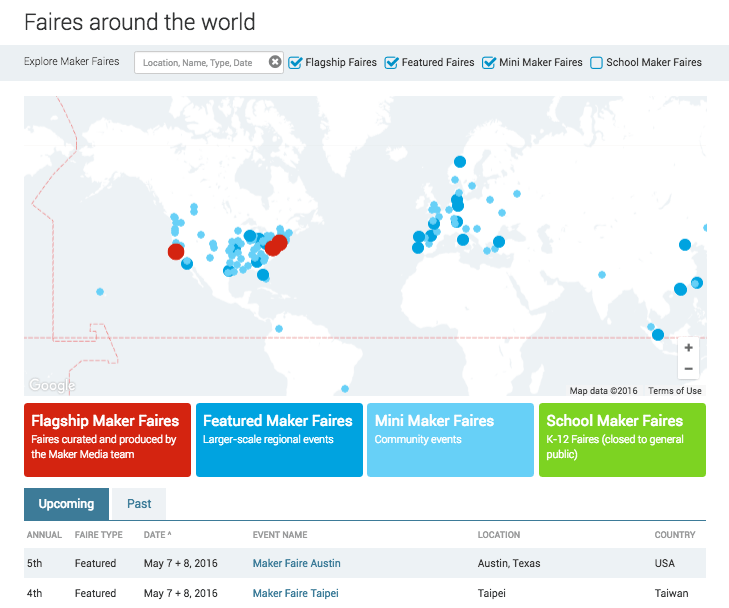 Faires around the world
Explore Maker Faires Location, Name, Type, Date Flagship Faires Featured Faires Mini Maker Faires School Maker Faires
+
−
Google Map data ©2016 Terms of Use
Flagship Maker Faires
Faires curated and produced by
the Maker Media team
Featured Maker Faires
Larger-scale regional events
Mini Maker Faires
Community events
School Maker Faires
K-12 Faires (closed to general
public)
Upcoming Past
ANNUAL FAIRE TYPE DATE ^ EVENT NAME LOCATION COUNTRY
5th Featured May 7 + 8, 2016 Maker Faire Austin Austin, Texas USA
4th Featured May 7 + 8, 2016 Maker Faire Taipei Taipei Taiwan